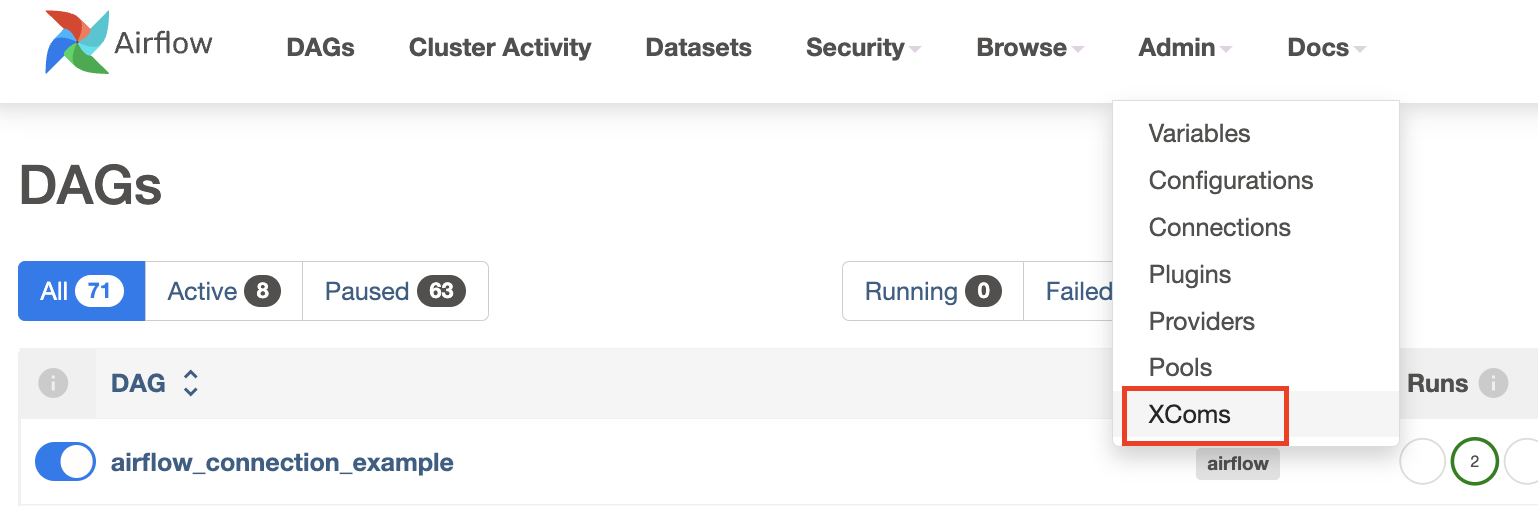 Airflow DAGs Cluster Activity Datasets Security Browse Admin Docs
Variables
Configurations
Connections
Plugins
Providers
Pools
XComs
DAGs
All 71 Active 8 Paused 63 Running 0 Failed
DAG Runs
airflow_connection_example airflow 2